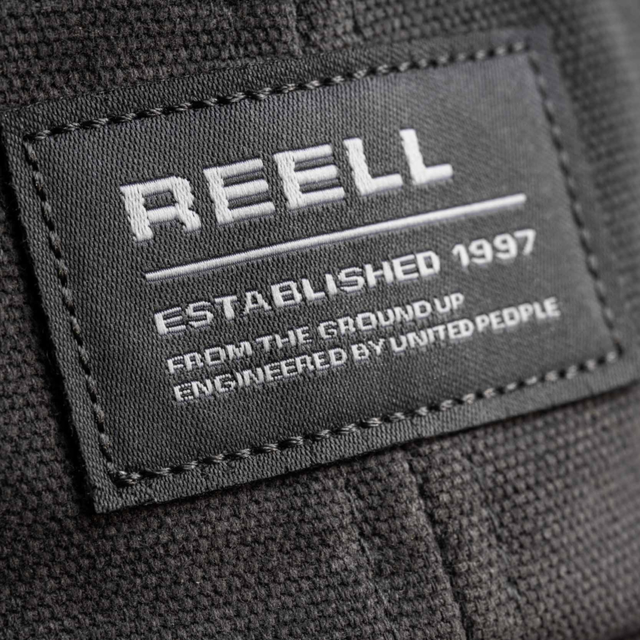 REELL
ESTABLISHED 1997
FROM THE GROUND UP
ENGINEERED BY UNITED PEOPLE